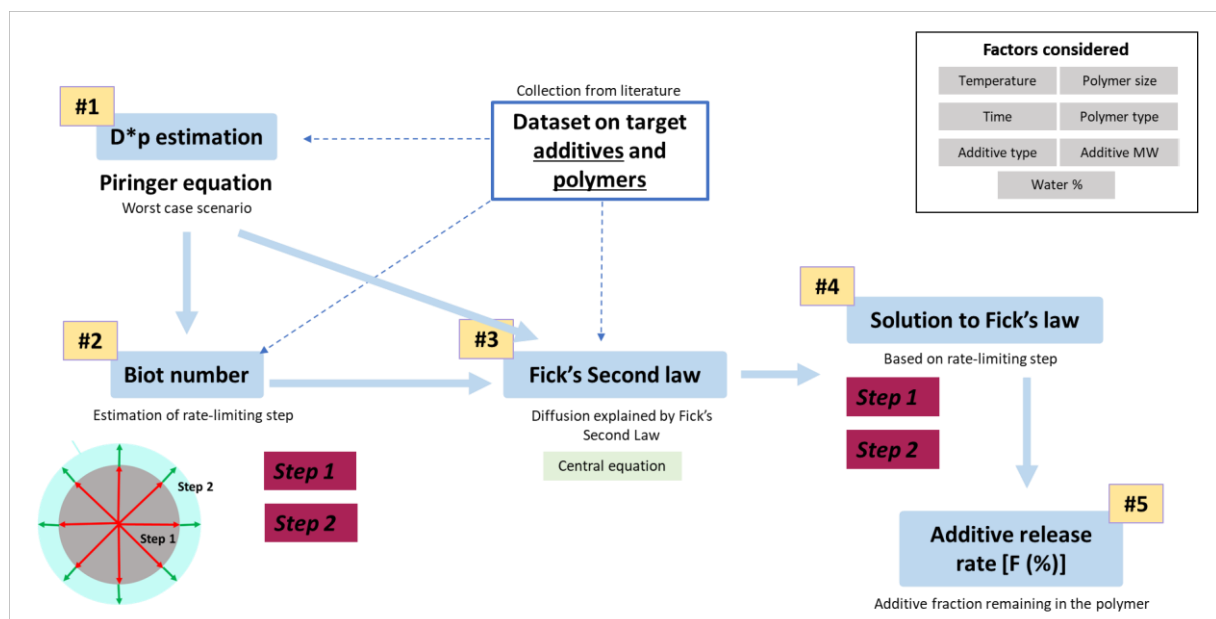 Factors considered
Temperature
Polymer size
Time
Polymer type
Additive type
Additive MW
Water %
Collection from literature
Dataset on target
additives and
polymers
#1
D*p estimation
Piringer equation
Worst case scenario
#2
Biot number
Estimation of rate-limiting step
Step 2
Step 1
Step 1
Step 2
#3
Fick's Second law
Diffusion explained by Fick's
Second Law
Central equation
#4
Solution to Fick's law
Based on rate-limiting step
Step 1
Step 2
#5
Additive release
rate [F (%)]
Additive fraction remaining in the polymer